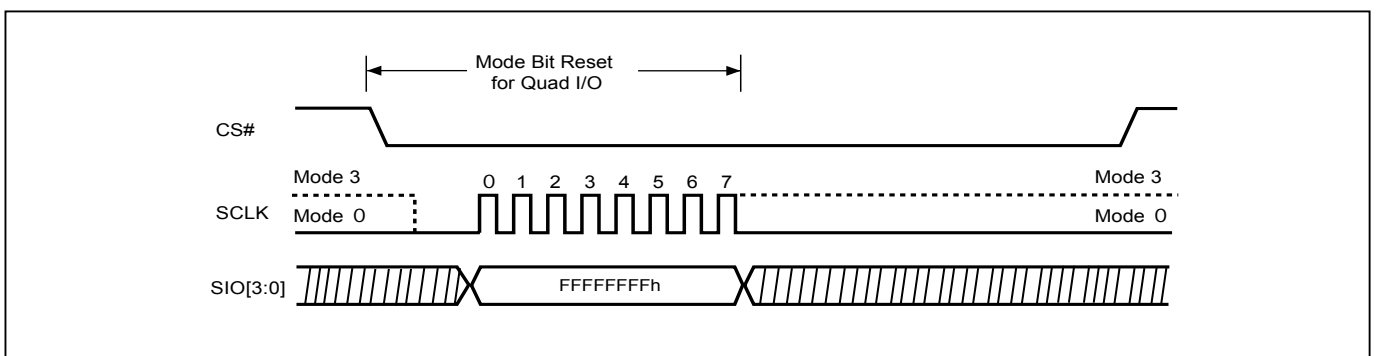 Mode Bit Reset
for Quad I/O
CS#
Mode 3
Mode 3
0 1 2 3 4 5 6 7
SCLK
Mode 0
Mode 0
SIO[3:0]
FFFFFFFFh